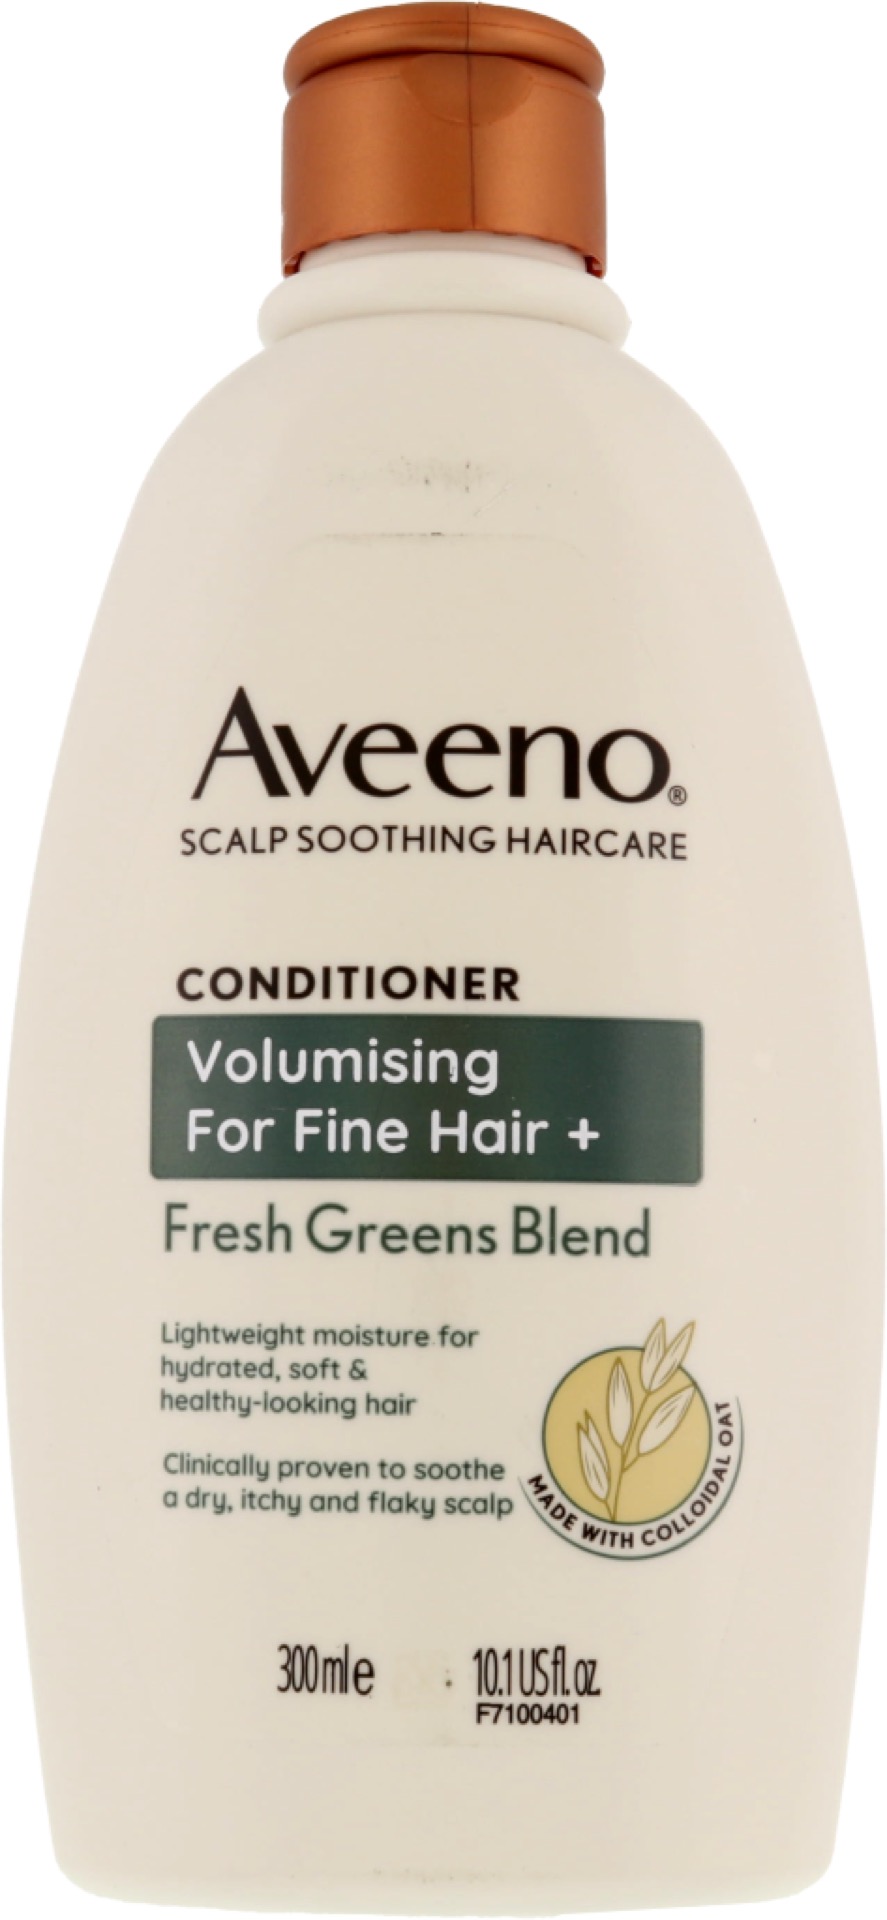 Aveeno®
SCALP SOOTHING HAIRCARE
CONDITIONER
Volumising
For Fine Hair +
Fresh Greens Blend
Lightweight moisture for
hydrated, soft &
healthy-looking hair
Clinically proven to soothe
a dry, itchy and flaky scalp
MADE WITH COLLOIDAL OAT
300 ml e 10.1 US fl. oz.
F7100401